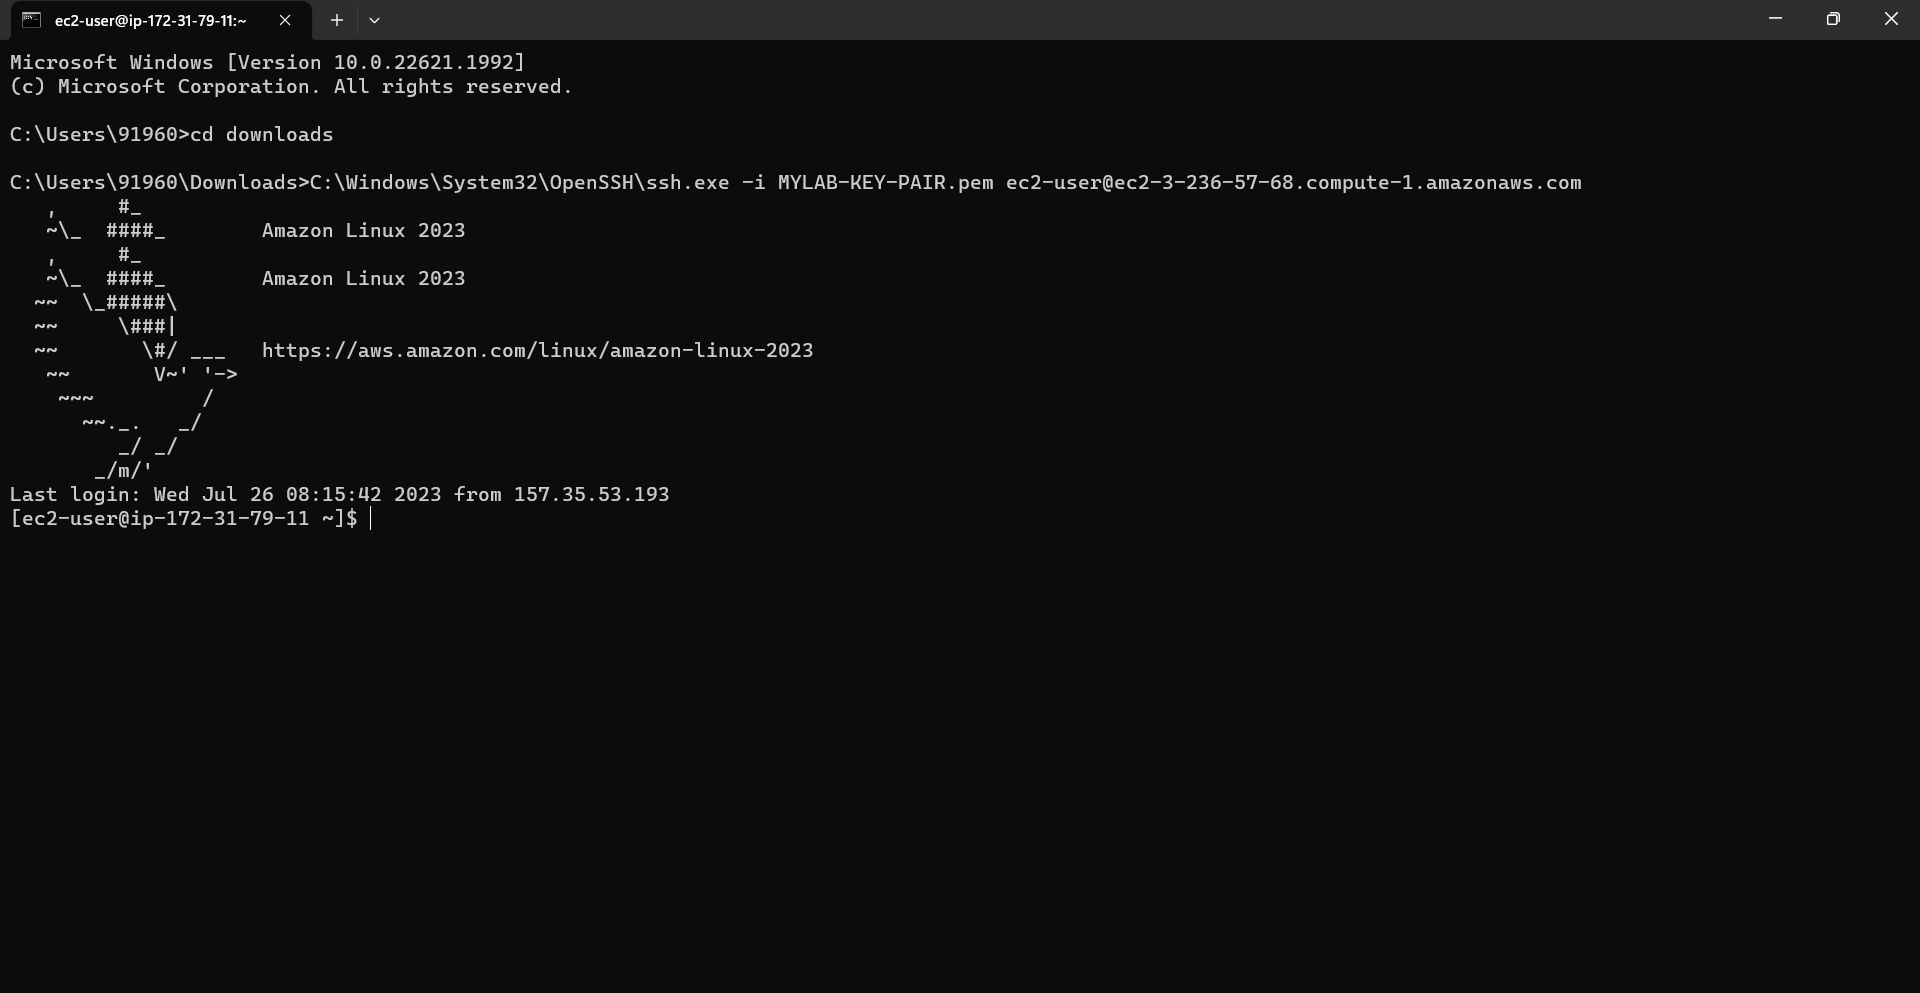 ec2-user@ip-172-31-79-11:~
Microsoft Windows [Version 10.0.22621.1992]
(c) Microsoft Corporation. All rights reserved.

C:\Users\91960>cd downloads

C:\Users\91960\Downloads>C:\Windows\System32\OpenSSH\ssh.exe -i MYLAB-KEY-PAIR.pem ec2-user@ec2-3-236-57-68.compute-1.amazonaws.com
   ,     #_
   ~\_  ####_        Amazon Linux 2023
   ,     #_
   ~\_  ####_        Amazon Linux 2023
  ~~  \_#####\
  ~~     \###|
  ~~       \#/ ___   https://aws.amazon.com/linux/amazon-linux-2023
   ~~       V~' '->
    ~~~         /
      ~~._.   _/
         _/ _/
       _/m/'
Last login: Wed Jul 26 08:15:42 2023 from 157.35.53.193
[ec2-user@ip-172-31-79-11 ~]$